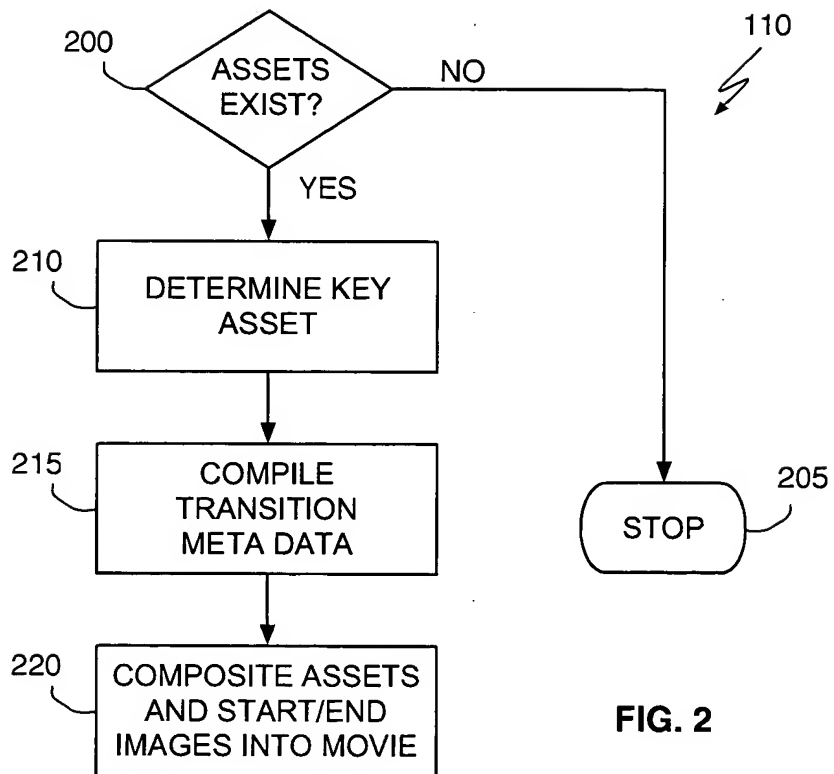 200
ASSETS
EXIST?
NO
110
YES
210
DETERMINE KEY
ASSET
215
COMPILE
TRANSITION
META DATA
STOP
205
220
COMPOSITE ASSETS
AND START/END
IMAGES INTO MOVIE
FIG. 2